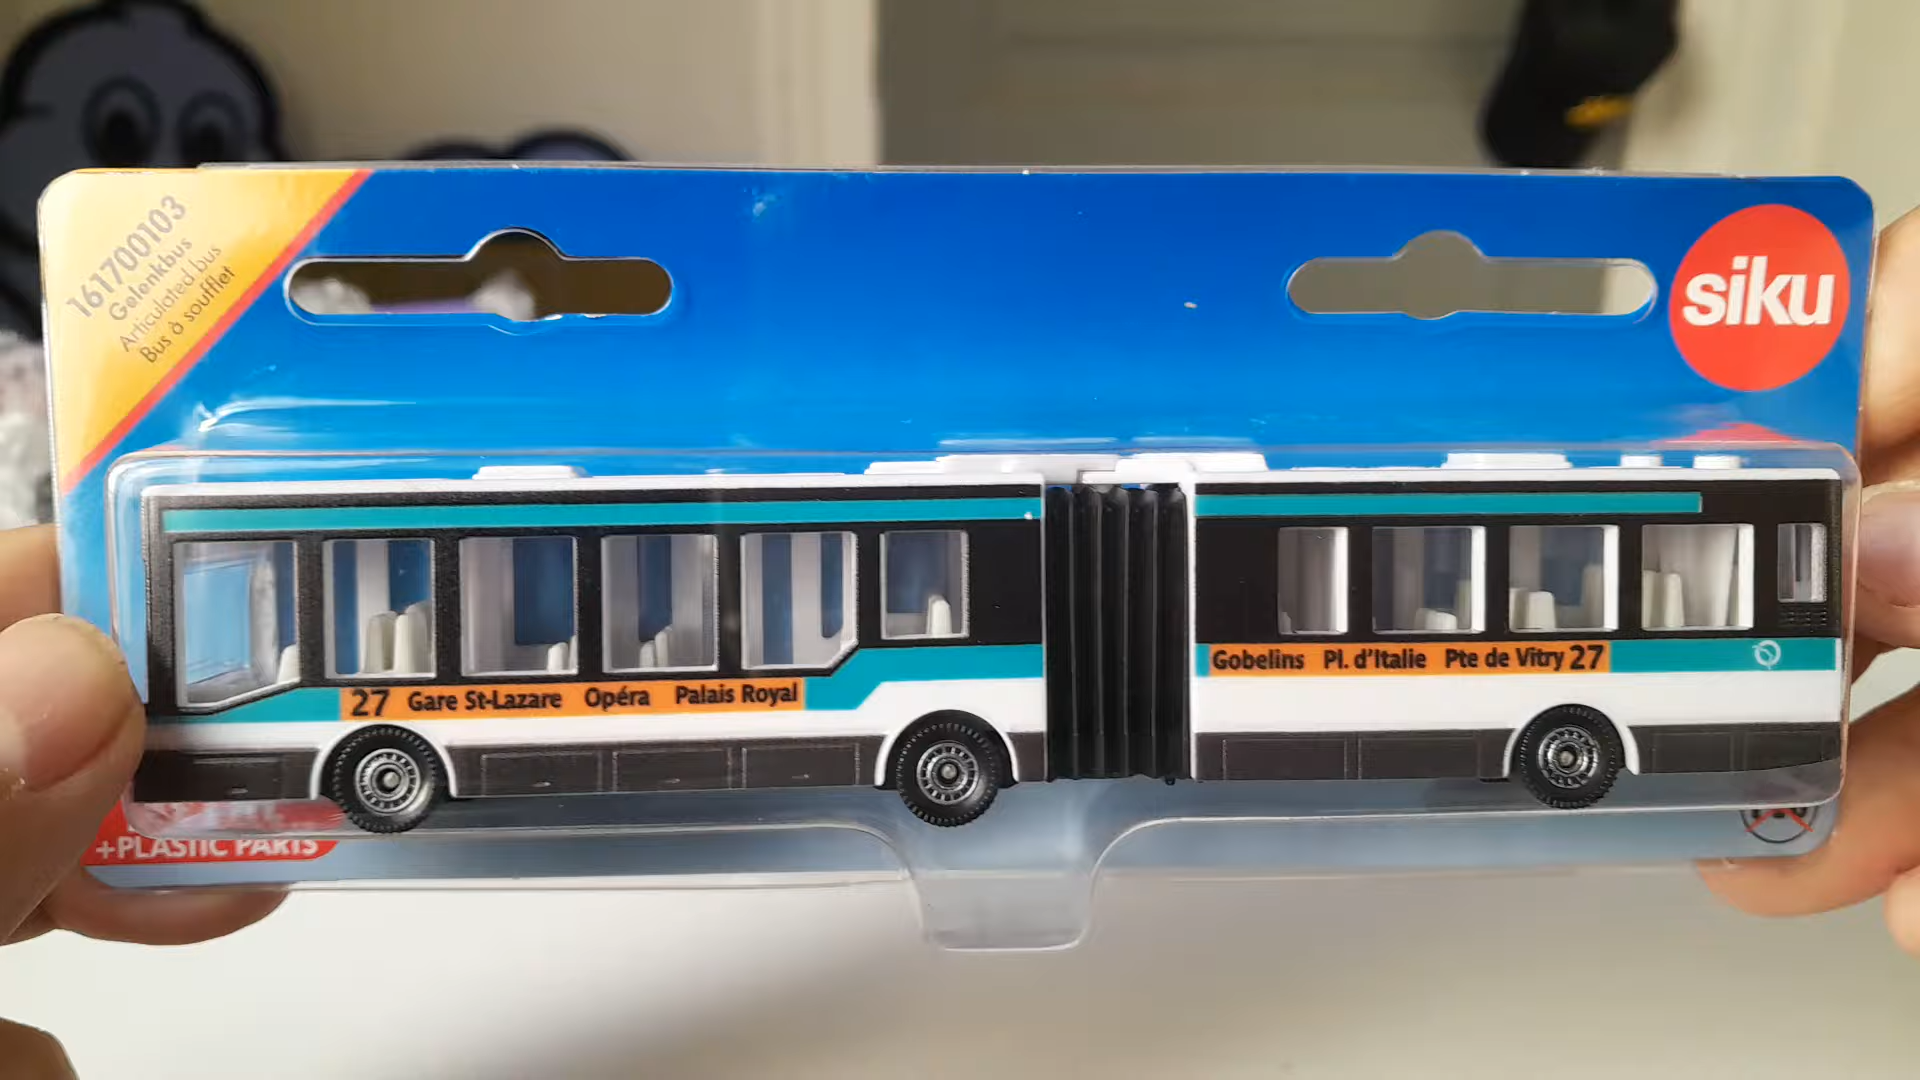 161700103
Gelenkbus
Articulated bus
Bus à soufflet
siku
27 Gare St-Lazare Opéra Palais Royal
Gobelins Pl. d'Italie Pte de Vitry 27
+PLASTIC PARTS